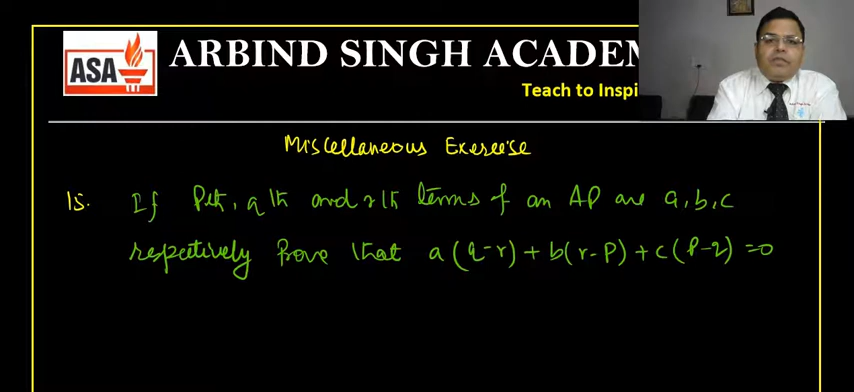 ASA
ARBIND SINGH ACADEM
Teach to Inspi
Miscellaneous Exercise
15. If Pth, qth and rth terms of an AP are a, b, c
respectively Prove that a (q-r) + b(r-P) + c (P-q) =0